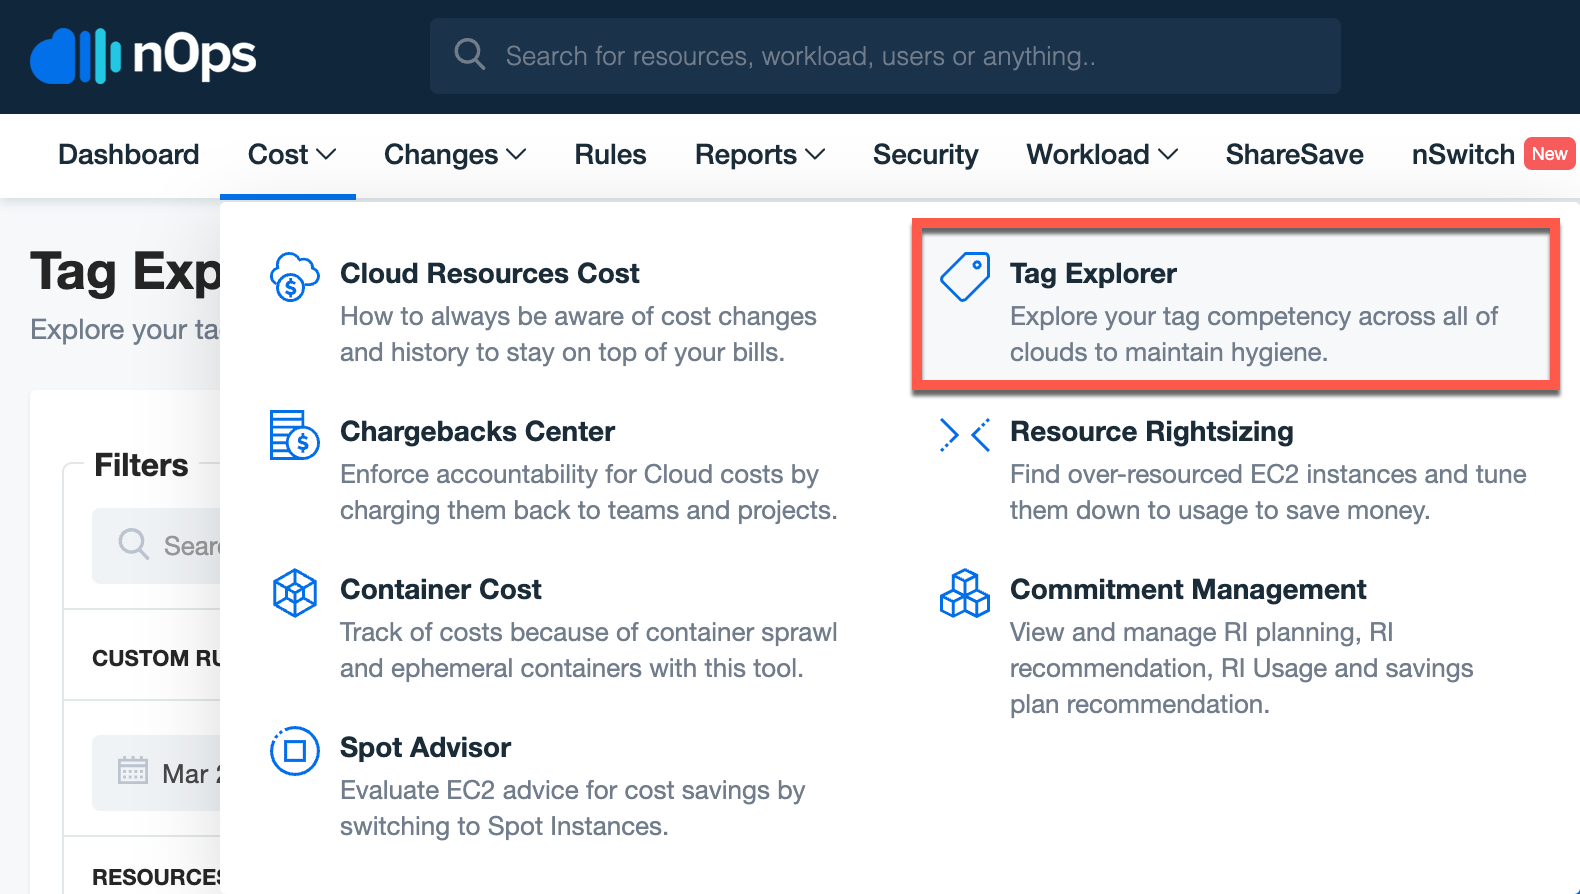 nOps
Search for resources, workload, users or anything..
Dashboard Cost Changes Rules Reports Security Workload ShareSave nSwitch New
Tag Exp
Explore your ta
Filters
Sear
CUSTOM RU
Mar 2
RESOURCES
Cloud Resources Cost
How to always be aware of cost changes
and history to stay on top of your bills.
Chargebacks Center
Enforce accountability for Cloud costs by
charging them back to teams and projects.
Container Cost
Track of costs because of container sprawl
and ephemeral containers with this tool.
Spot Advisor
Evaluate EC2 advice for cost savings by
switching to Spot Instances.
Tag Explorer
Explore your tag competency across all of
clouds to maintain hygiene.
Resource Rightsizing
Find over-resourced EC2 instances and tune
them down to usage to save money.
Commitment Management
View and manage RI planning, RI
recommendation, RI Usage and savings
plan recommendation.